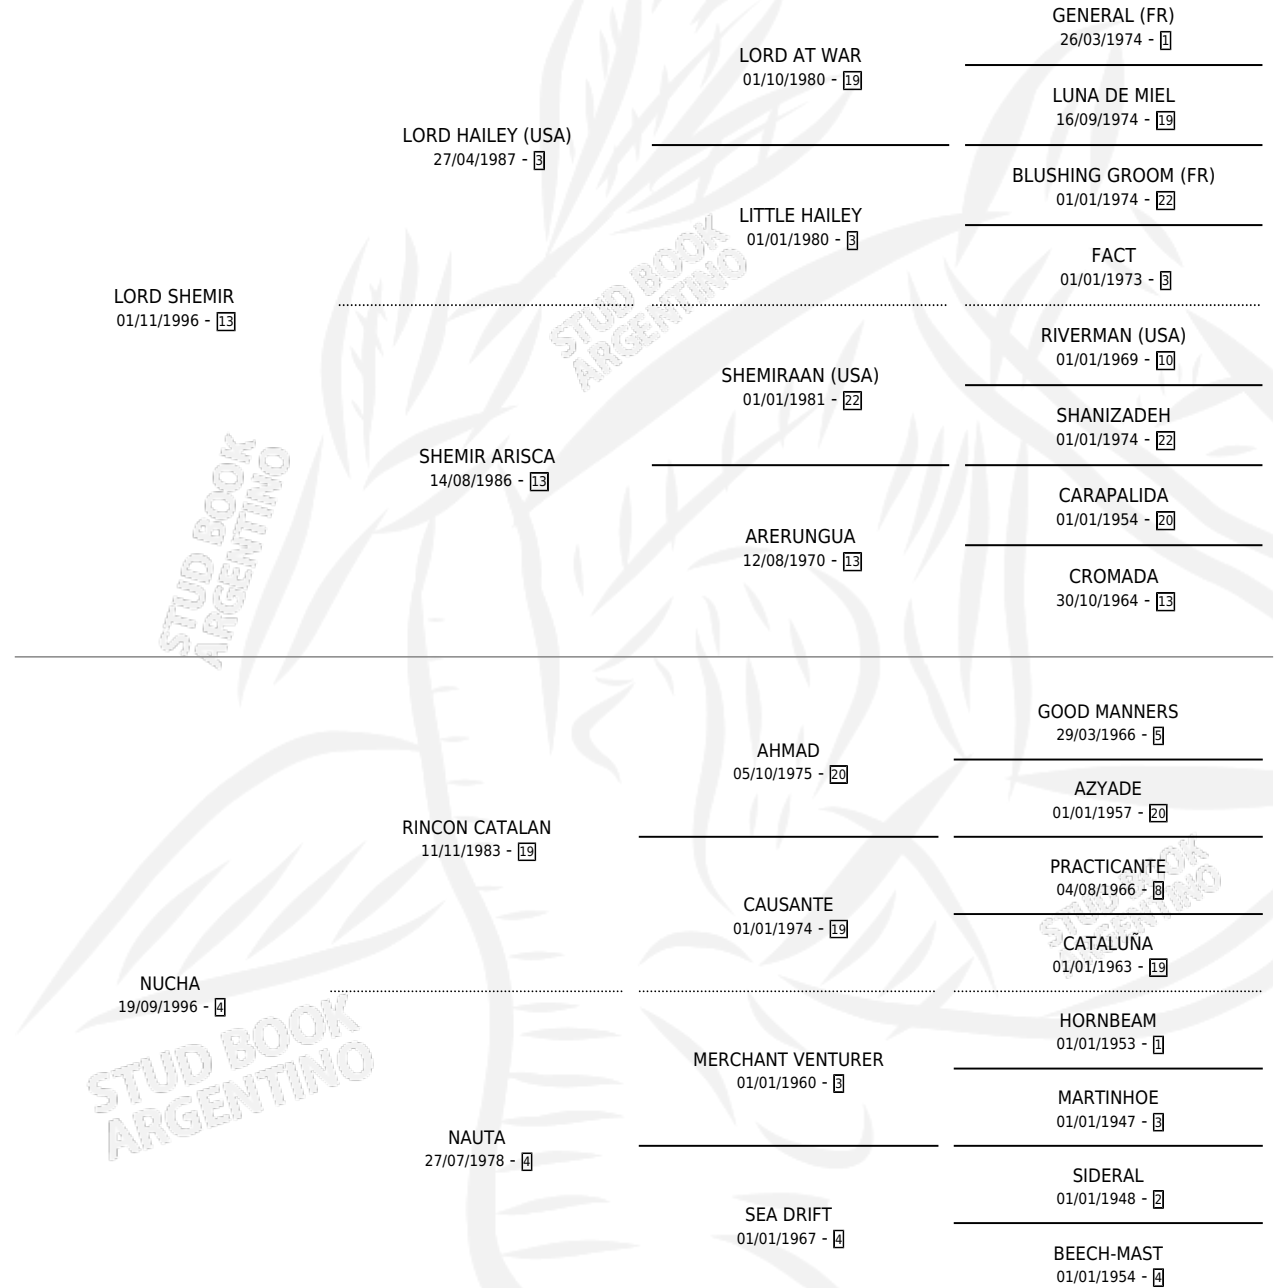 GENERAL (FR)
26/03/1974 - 1
LORD AT WAR
01/10/1980 - 19
LUNA DE MIEL
16/09/1974 - 19
LORD HAILEY (USA)
27/04/1987 - 3
BLUSHING GROOM (FR)
01/01/1974 - 22
LITTLE HAILEY
01/01/1980 - 3
FACT
01/01/1973 - 3
LORD SHEMIR
01/11/1996 - 13
STUD BOOK
ARGENTINO
RIVERMAN (USA)
01/01/1969 - 10
SHEMIRAAN (USA)
01/01/1981 - 22
SHANIZADEH
01/01/1974 - 22
SHEMIR ARISCA
14/08/1986 - 13
CARAPALIDA
01/01/1954 - 20
ARERUNGUA
12/08/1970 - 13
CROMADA
30/10/1964 - 13
STUD BOOK
ARGENTINO
GOOD MANNERS
29/03/1966 - 5
AHMAD
05/10/1975 - 20
AZYADE
01/01/1957 - 20
RINCON CATALAN
11/11/1983 - 19
PRACTICANTE
04/08/1966 - 8
CAUSANTE
01/01/1974 - 19
CATALUÑA
01/01/1963 - 19
STUD BOOK
ARGENTINO
NUCHA
19/09/1996 - 4
HORNBEAM
01/01/1953 - 1
MERCHANT VENTURER
01/01/1960 - 3
MARTINHOE
01/01/1947 - 3
STUD BOOK
ARGENTINO
NAUTA
27/07/1978 - 4
SIDERAL
01/01/1948 - 2
SEA DRIFT
01/01/1967 - 4
BEECH-MAST
01/01/1954 - 4